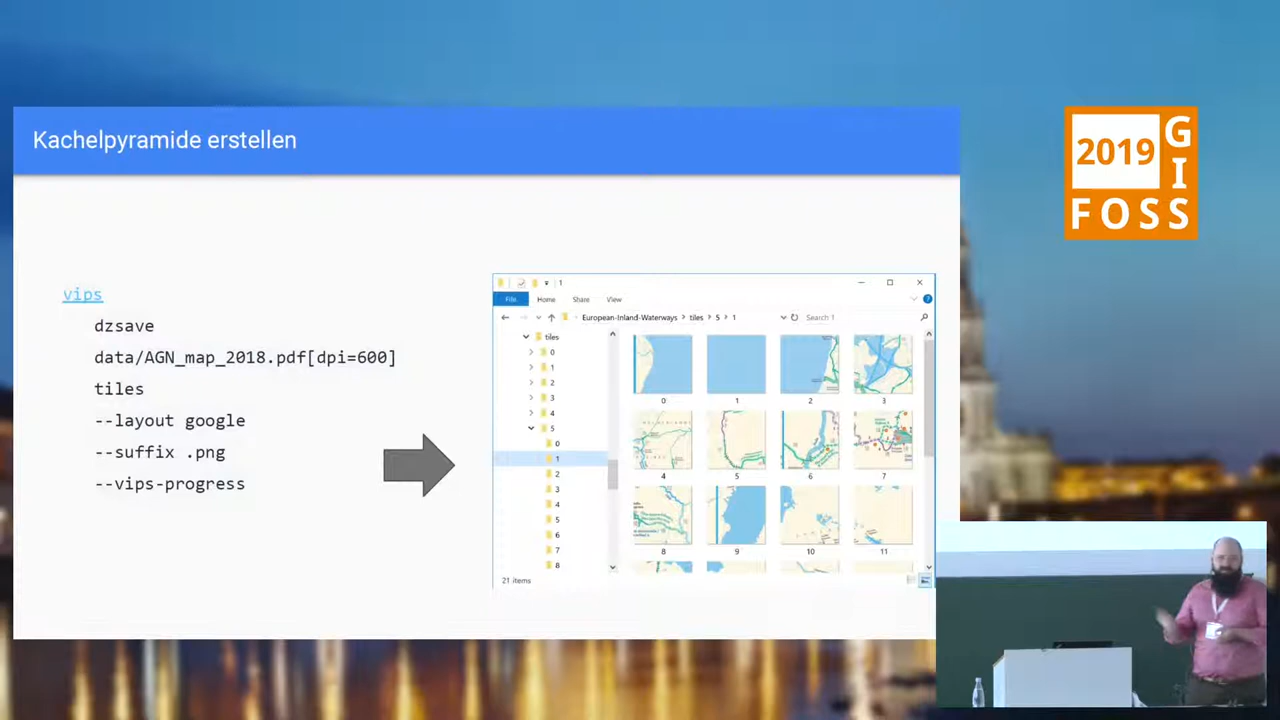 Kachelpyramide erstellen
2019
G
I
FOSS
vips
dzsave
data/AGN_map_2018.pdf[dpi=600]
tiles
--layout google
--suffix .png
--vips-progress
1
File Home Share View
European-Inland-Waterways > tiles > 5 > 1
Search 1
tiles
0
1
2
3
4
5
0
1
2
3
4
5
6
7
8
0 1 2 3
4 5 6 7
8 9 10 11
21 items